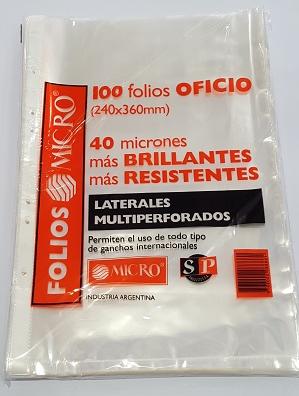 100 folios OFICIO
(240x360mm)
40 micrones
más BRILLANTES
más RESISTENTES
LATERALES
MULTIPERFORADOS
Permiten el uso de todo tipo
de ganchos internacionales
MICRO®
SP
INDUSTRIA ARGENTINA
FOLIOS MICRO®